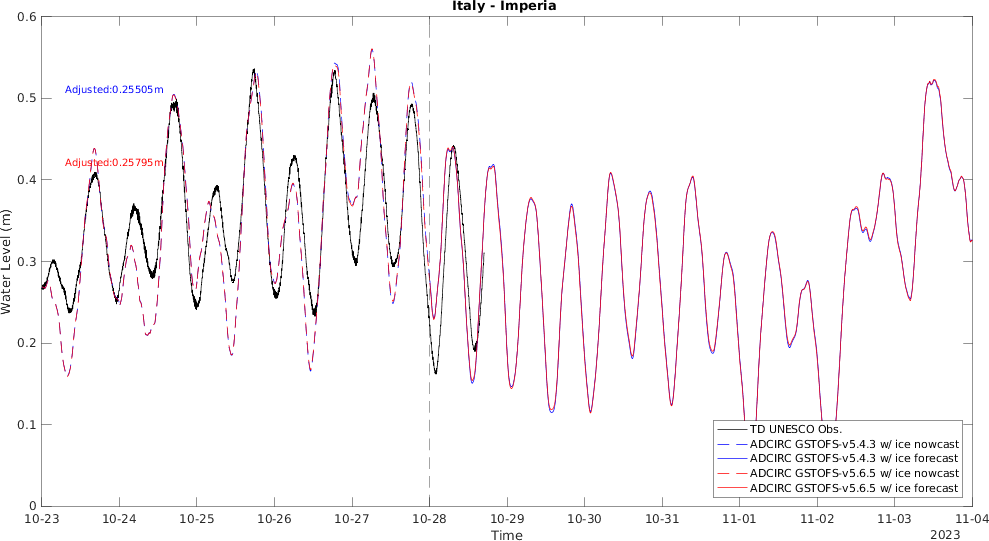 Italy - Imperia
0.6
0.5
0.4
0.3
0.2
0.1
0
Water Level (m)
Adjusted:0.25505m
Adjusted:0.25795m
TD UNESCO Obs.
ADCIRC GSTOFS-v5.4.3 w/ ice nowcast
ADCIRC GSTOFS-v5.4.3 w/ ice forecast
ADCIRC GSTOFS-v5.6.5 w/ ice nowcast
ADCIRC GSTOFS-v5.6.5 w/ ice forecast
10-23 10-24 10-25 10-26 10-27 10-28 10-29 10-30 10-31 11-01 11-02 11-03 11-04
Time
2023